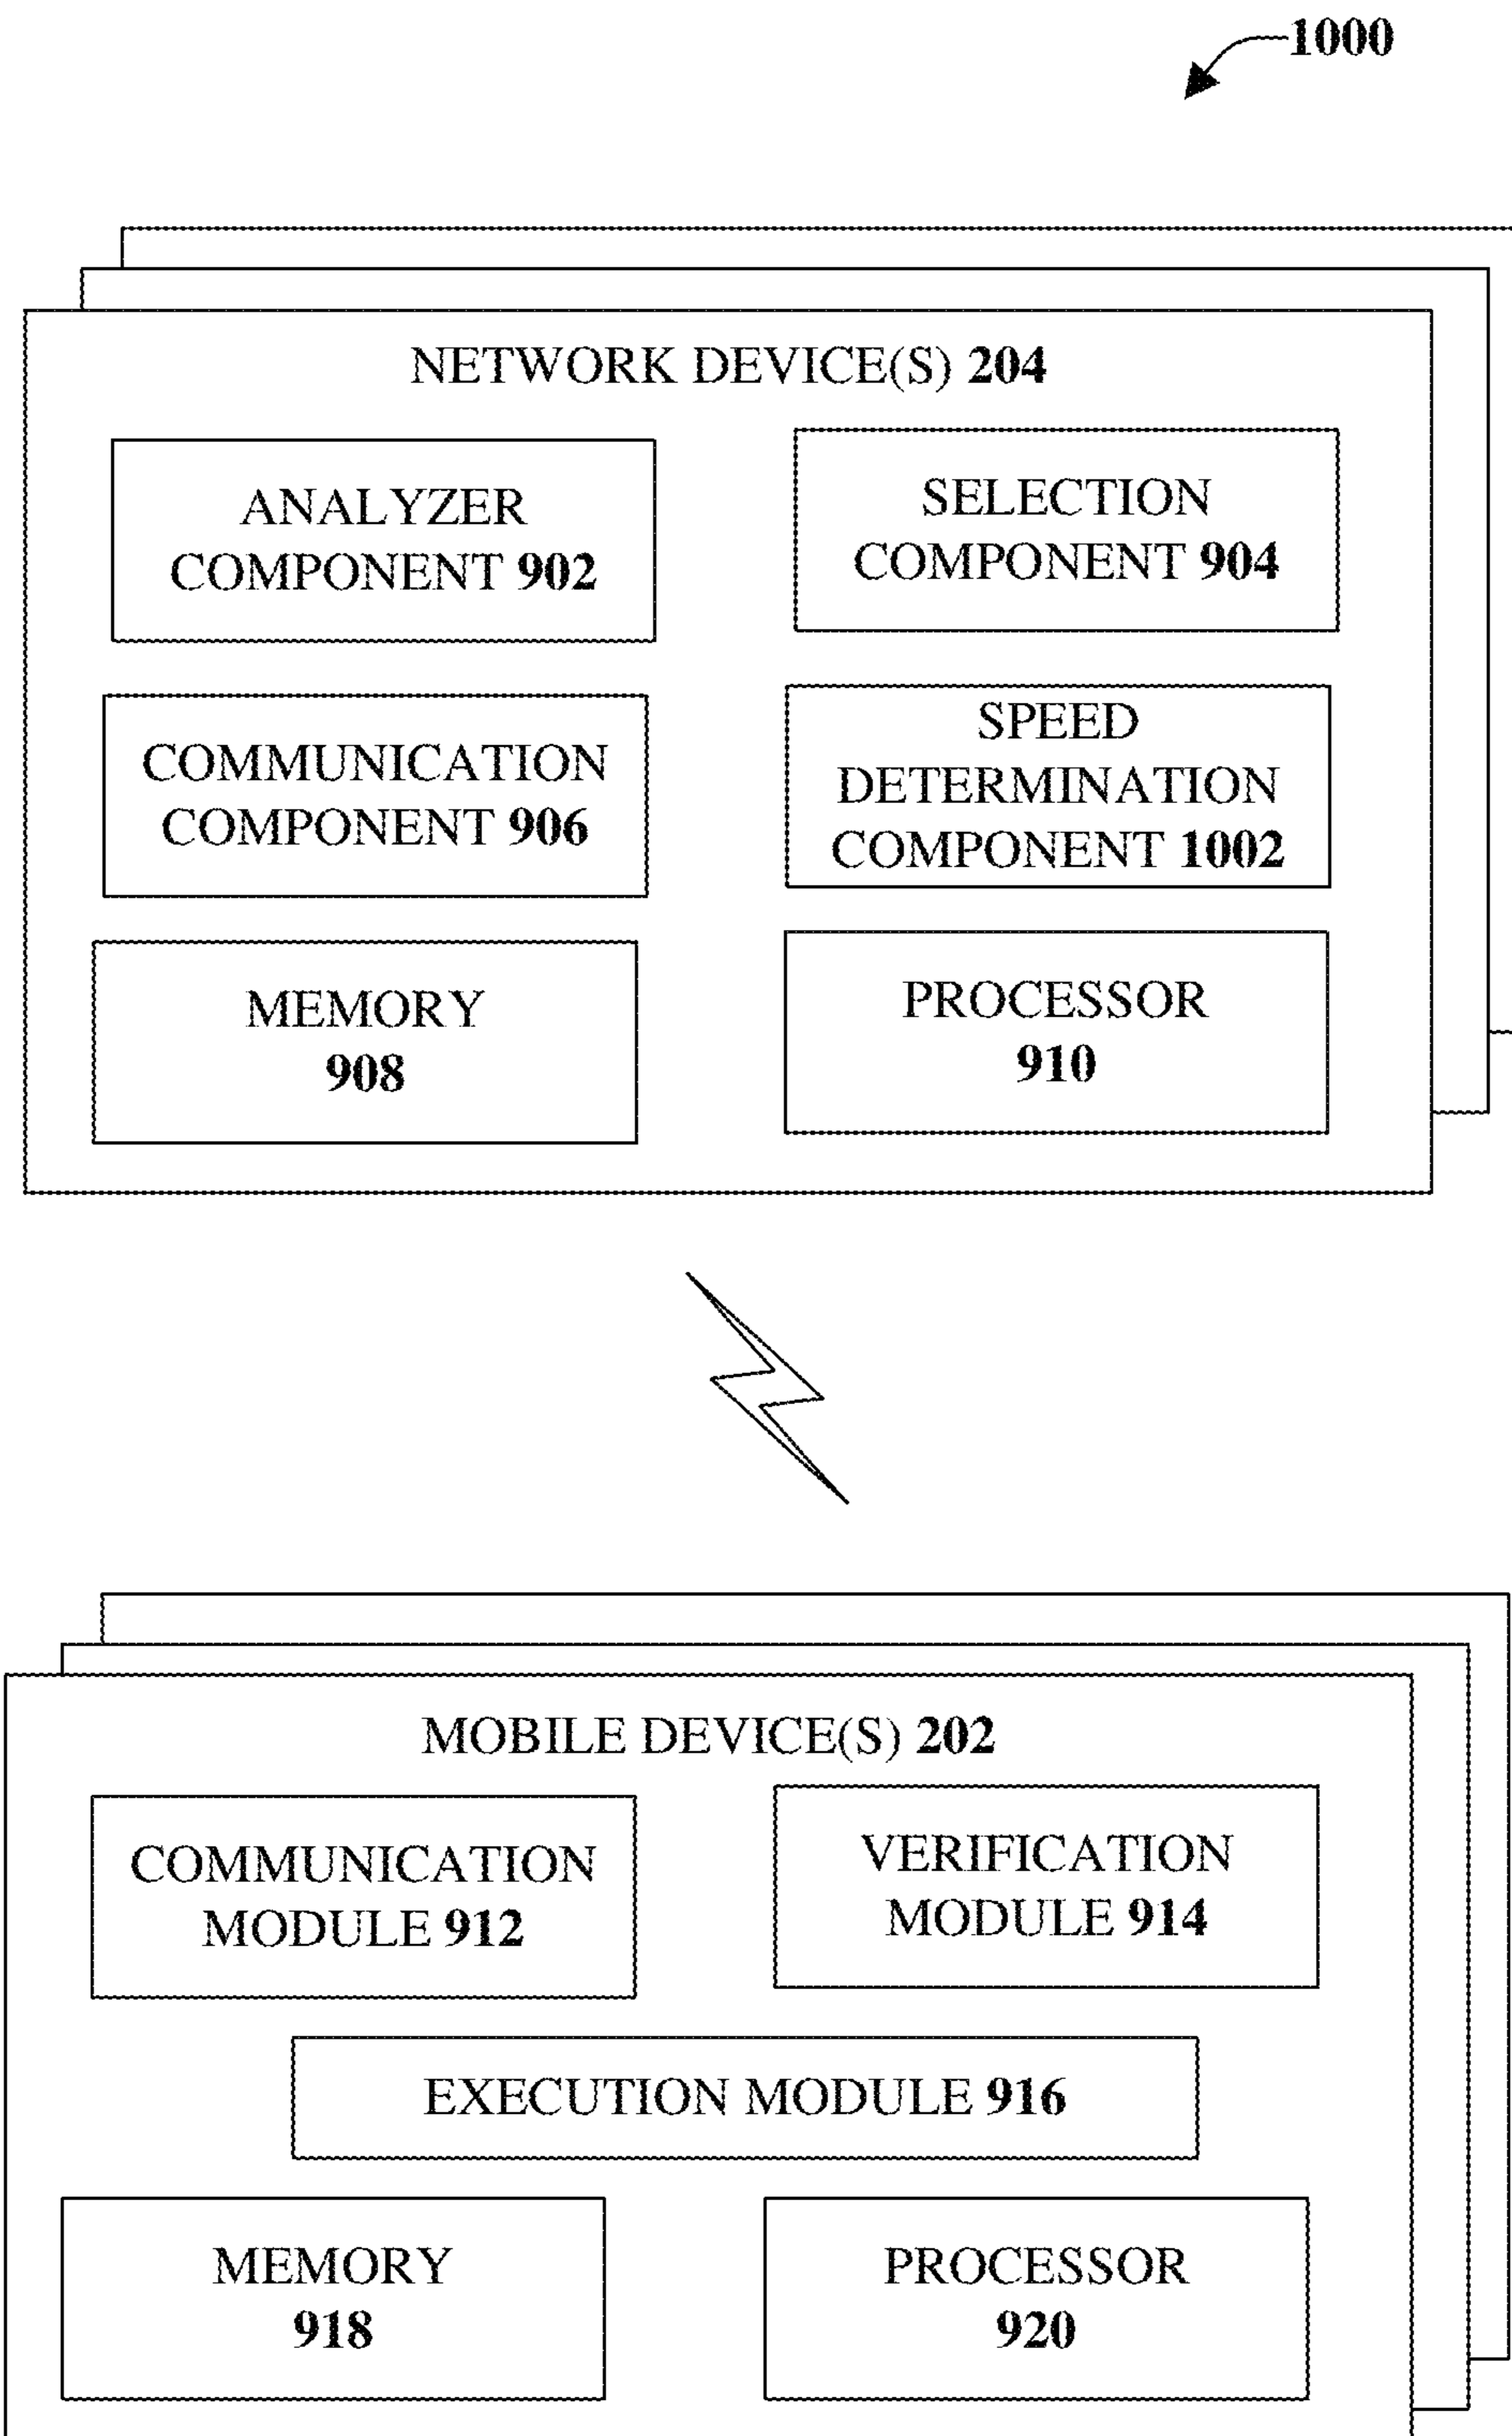 1000
NETWORK DEVICE(S) 204
ANALYZER
COMPONENT 902
SELECTION
COMPONENT 904
COMMUNICATION
COMPONENT 906
SPEED
DETERMINATION
COMPONENT 1002
MEMORY
908
PROCESSOR
910
MOBILE DEVICE(S) 202
COMMUNICATION
MODULE 912
VERIFICATION
MODULE 914
EXECUTION MODULE 916
MEMORY
918
PROCESSOR
920